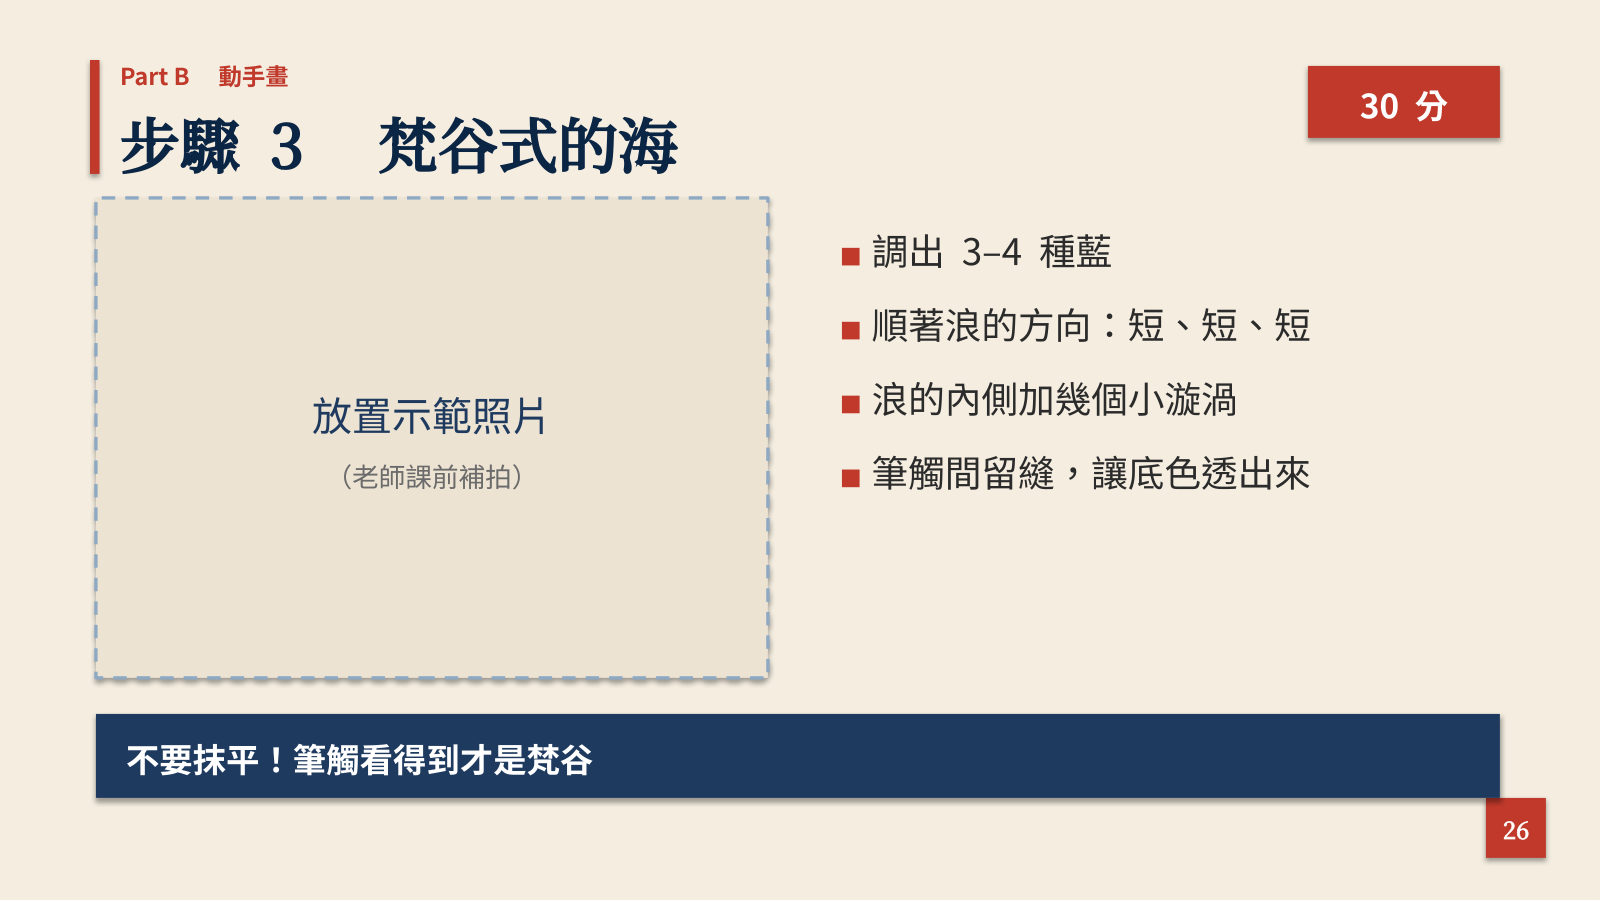 Part B　動手畫
步驟 3　梵谷式的海
30 分
放置示範照片
（老師課前補拍）
調出 3–4 種藍
順著浪的方向：短、短、短
浪的內側加幾個小漩渦
筆觸間留縫，讓底色透出來
不要抹平！筆觸看得到才是梵谷
26